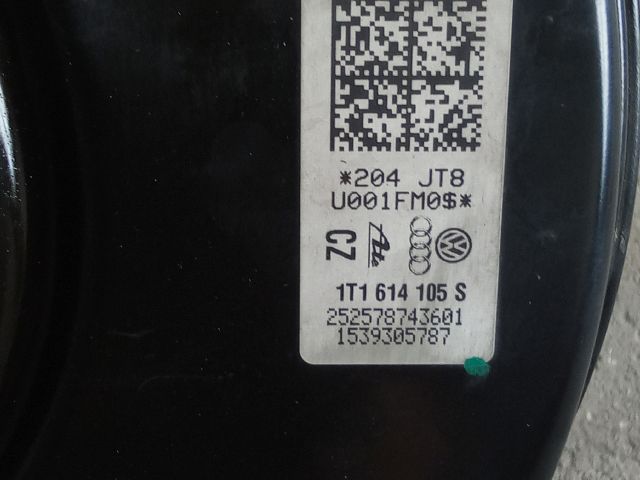 *204 JT8
U001FM0$*
CZ Ate
1T1 614 105 S
252578743601
1539305787